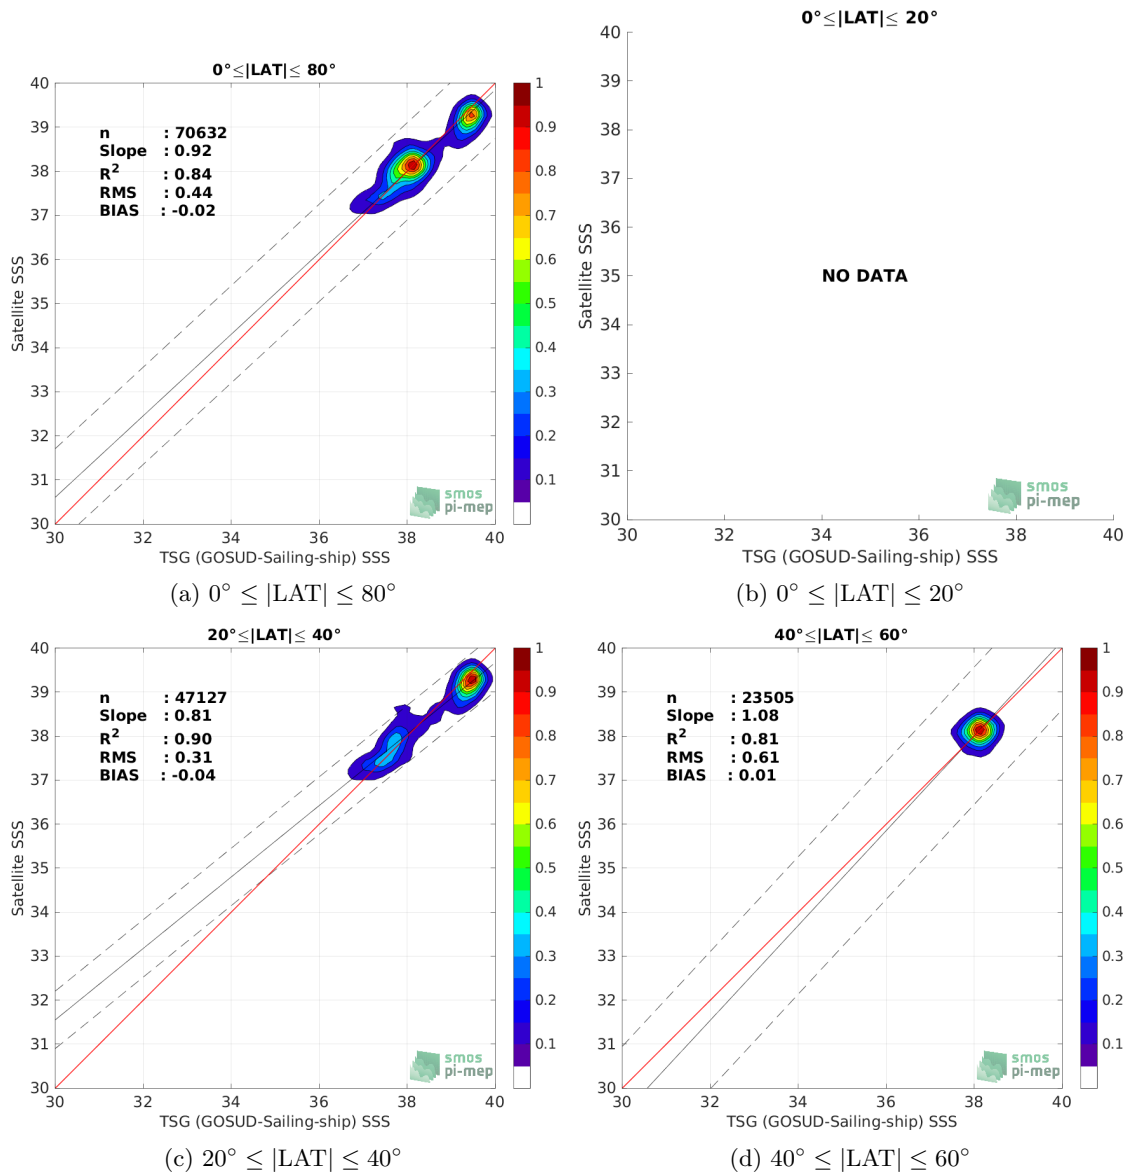 0°≤|LAT|≤ 80°
40
39
38
37
36
35
34
33
32
31
30
Satellite SSS
n : 70632
Slope : 0.92
R² : 0.84
RMS : 0.44
BIAS : -0.02
smos
pi-mep
30 32 34 36 38 40
TSG (GOSUD-Sailing-ship) SSS
1
0.9
0.8
0.7
0.6
0.5
0.4
0.3
0.2
0.1
(a) 0° ≤ |LAT| ≤ 80°
0°≤|LAT|≤ 20°
40
39
38
37
36
35
34
33
32
31
30
Satellite SSS
NO DATA
smos
pi-mep
30 32 34 36 38 40
TSG (GOSUD-Sailing-ship) SSS
(b) 0° ≤ |LAT| ≤ 20°
20°≤|LAT|≤ 40°
40
39
38
37
36
35
34
33
32
31
30
Satellite SSS
n : 47127
Slope : 0.81
R² : 0.90
RMS : 0.31
BIAS : -0.04
smos
pi-mep
30 32 34 36 38 40
TSG (GOSUD-Sailing-ship) SSS
1
0.9
0.8
0.7
0.6
0.5
0.4
0.3
0.2
0.1
(c) 20° ≤ |LAT| ≤ 40°
40°≤|LAT|≤ 60°
40
39
38
37
36
35
34
33
32
31
30
Satellite SSS
n : 23505
Slope : 1.08
R² : 0.81
RMS : 0.61
BIAS : 0.01
smos
pi-mep
30 32 34 36 38 40
TSG (GOSUD-Sailing-ship) SSS
1
0.9
0.8
0.7
0.6
0.5
0.4
0.3
0.2
0.1
(d) 40° ≤ |LAT| ≤ 60°